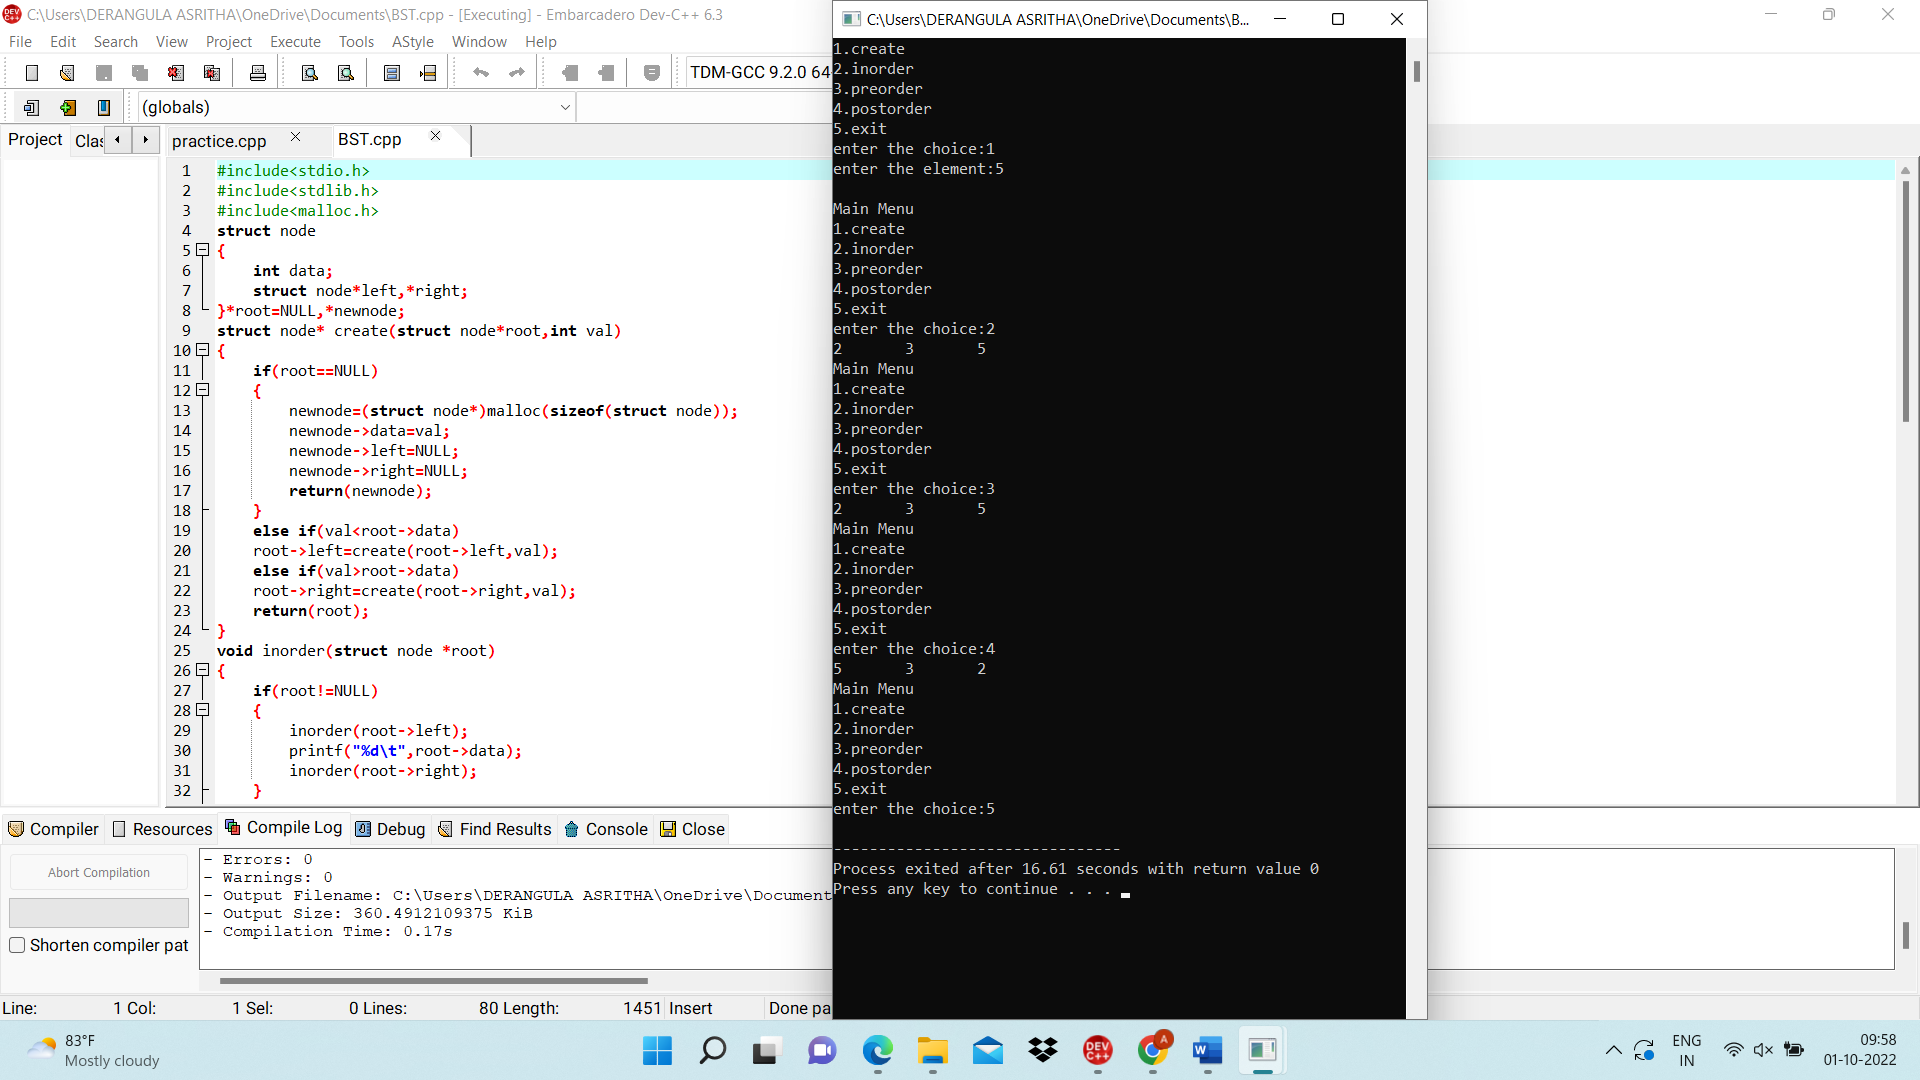 C:\Users\DERANGULA ASRITHA\OneDrive\Documents\BST.cpp - [Executing] - Embarcadero Dev-C++ 6.3
File Edit Search View Project Execute Tools AStyle Window Help
TDM-GCC 9.2.0 64
(globals)
Project Clas practice.cpp BST.cpp
1 #include<stdio.h>
2 #include<stdlib.h>
3 #include<malloc.h>
4 struct node
5 {
6 int data;
7 struct node*left,*right;
8 }*root=NULL,*newnode;
9 struct node* create(struct node*root,int val)
10 {
11 if(root==NULL)
12 {
13 newnode=(struct node*)malloc(sizeof(struct node));
14 newnode->data=val;
15 newnode->left=NULL;
16 newnode->right=NULL;
17 return(newnode);
18 }
19 else if(val<root->data)
20 root->left=create(root->left,val);
21 else if(val>root->data)
22 root->right=create(root->right,val);
23 return(root);
24 }
25 void inorder(struct node *root)
26 {
27 if(root!=NULL)
28 {
29 inorder(root->left);
30 printf("%d\t",root->data);
31 inorder(root->right);
32 }
Compiler Resources Compile Log Debug Find Results Console Close
Abort Compilation
Shorten compiler pat
- Errors: 0
- Warnings: 0
- Output Filename: C:\Users\DERANGULA ASRITHA\OneDrive\Document
- Output Size: 360.4912109375 KiB
- Compilation Time: 0.17s
Line: 1 Col: 1 Sel: 0 Lines: 80 Length: 1451 Insert Done pa
C:\Users\DERANGULA ASRITHA\OneDrive\Documents\B...
1.create
2.inorder
3.preorder
4.postorder
5.exit
enter the choice:1
enter the element:5
Main Menu
1.create
2.inorder
3.preorder
4.postorder
5.exit
enter the choice:2
2 3 5
Main Menu
1.create
2.inorder
3.preorder
4.postorder
5.exit
enter the choice:3
2 3 5
Main Menu
1.create
2.inorder
3.preorder
4.postorder
5.exit
enter the choice:4
5 3 2
Main Menu
1.create
2.inorder
3.preorder
4.postorder
5.exit
enter the choice:5
--------------------------------
Process exited after 16.61 seconds with return value 0
Press any key to continue . . .
83°F
Mostly cloudy
DEV C++
A
W
ENG
IN
09:58
01-10-2022